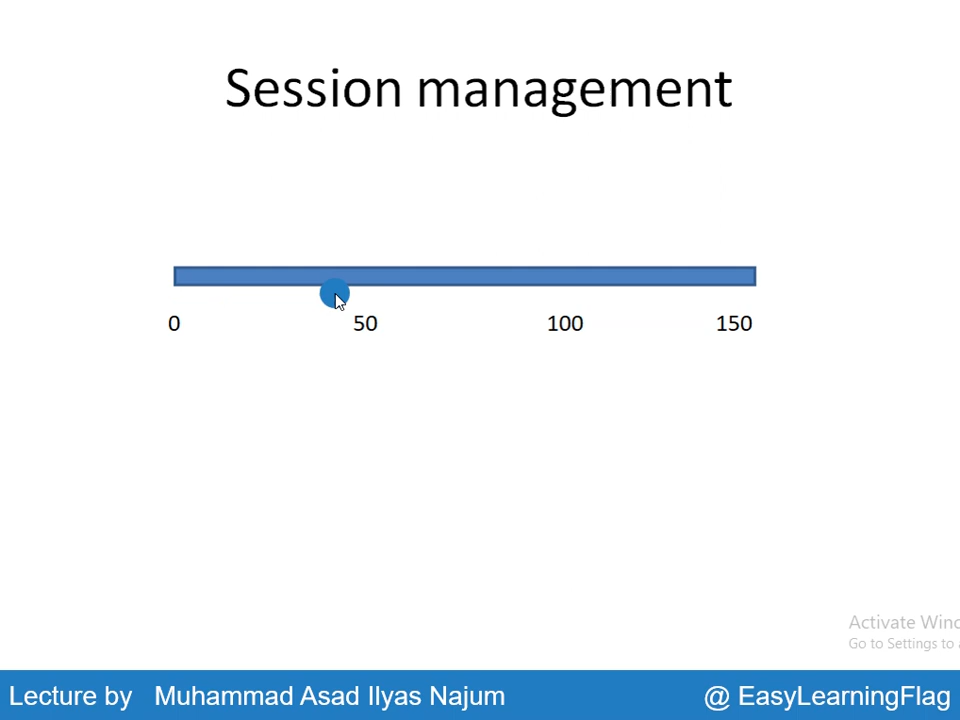 Session management
0 50 100 150
Activate Wind
Go to Settings to a
Lecture by Muhammad Asad Ilyas Najum @ EasyLearningFlag